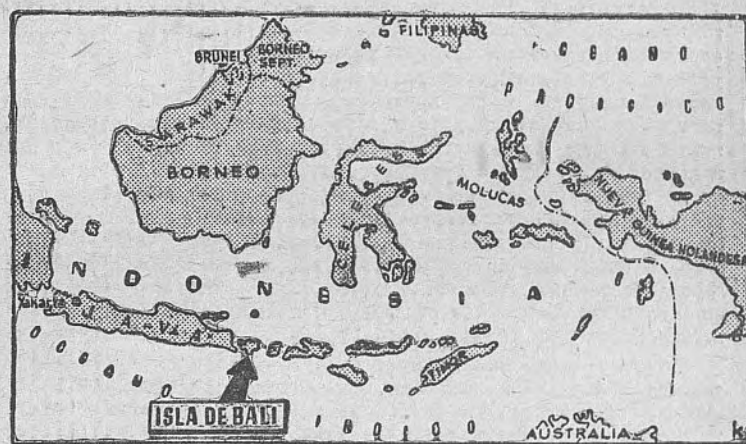 FILIPINAS
OCEANO
PACIFICO
BRUNEI
BORNEO
SEPT.
SARAWAK
BORNEO
CELEBES
MOLUCAS
NUEVA GUINEA HOLANDESA
INDONESIA
Yakarta
JAVA
TIMOR
OCEANO
INDICO
ISLA DE BALI
AUSTRALIA
k